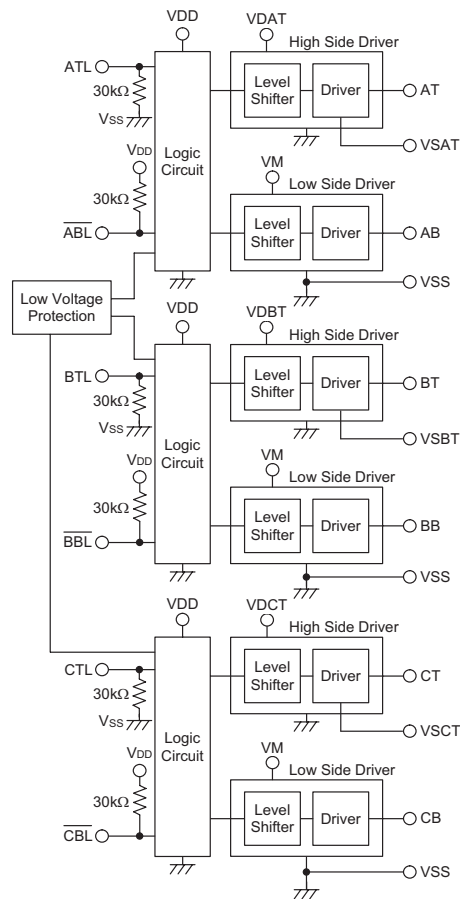 VDD
VDAT
High Side Driver
ATL
30kΩ
VSS
Level
Shifter
Driver
AT
VSAT
VDD
Logic
Circuit
VM
Low Side Driver
30kΩ
ABL
Level
Shifter
Driver
AB
VSS
Low Voltage
Protection
VDD
VDBT
High Side Driver
BTL
30kΩ
VSS
Level
Shifter
Driver
BT
VSBT
VDD
Logic
Circuit
VM
Low Side Driver
30kΩ
BBL
Level
Shifter
Driver
BB
VSS
VDD
VDCT
High Side Driver
CTL
30kΩ
VSS
Level
Shifter
Driver
CT
VSCT
VDD
Logic
Circuit
VM
Low Side Driver
30kΩ
CBL
Level
Shifter
Driver
CB
VSS